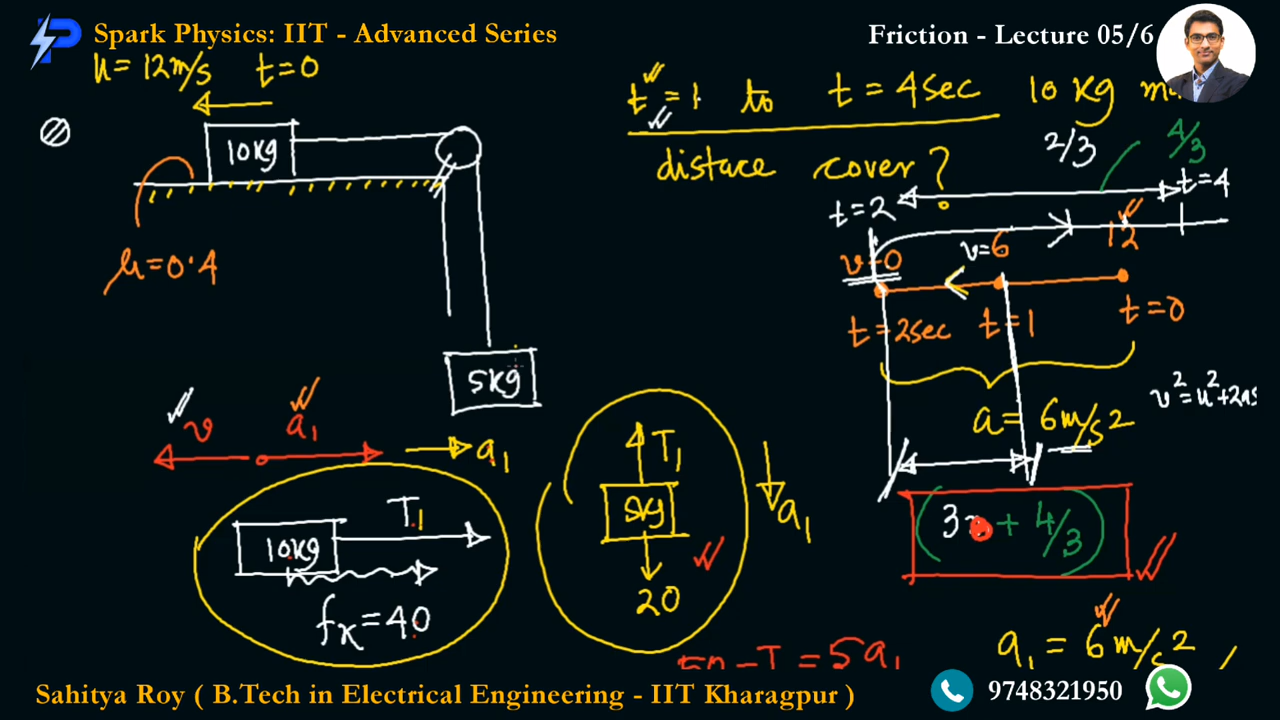 Spark Physics: IIT - Advanced Series
Friction - Lecture 05/6
u = 12m/s t=0
10kg
μ=0.4
5kg
t=1 to t = 4sec 10 kg
distace cover?
2/3 4/3
t=2 t=4
v=0 v=6 12
t=2sec t=1 t=0
a = 6m/s2
v²=u²+2as
v a1
a1
T1
10kg
fk=40
T1
5kg
20
a1
3 + 4/3
-T = 5a1
a1 = 6m/s2
Sahitya Roy ( B.Tech in Electrical Engineering - IIT Kharagpur )
9748321950